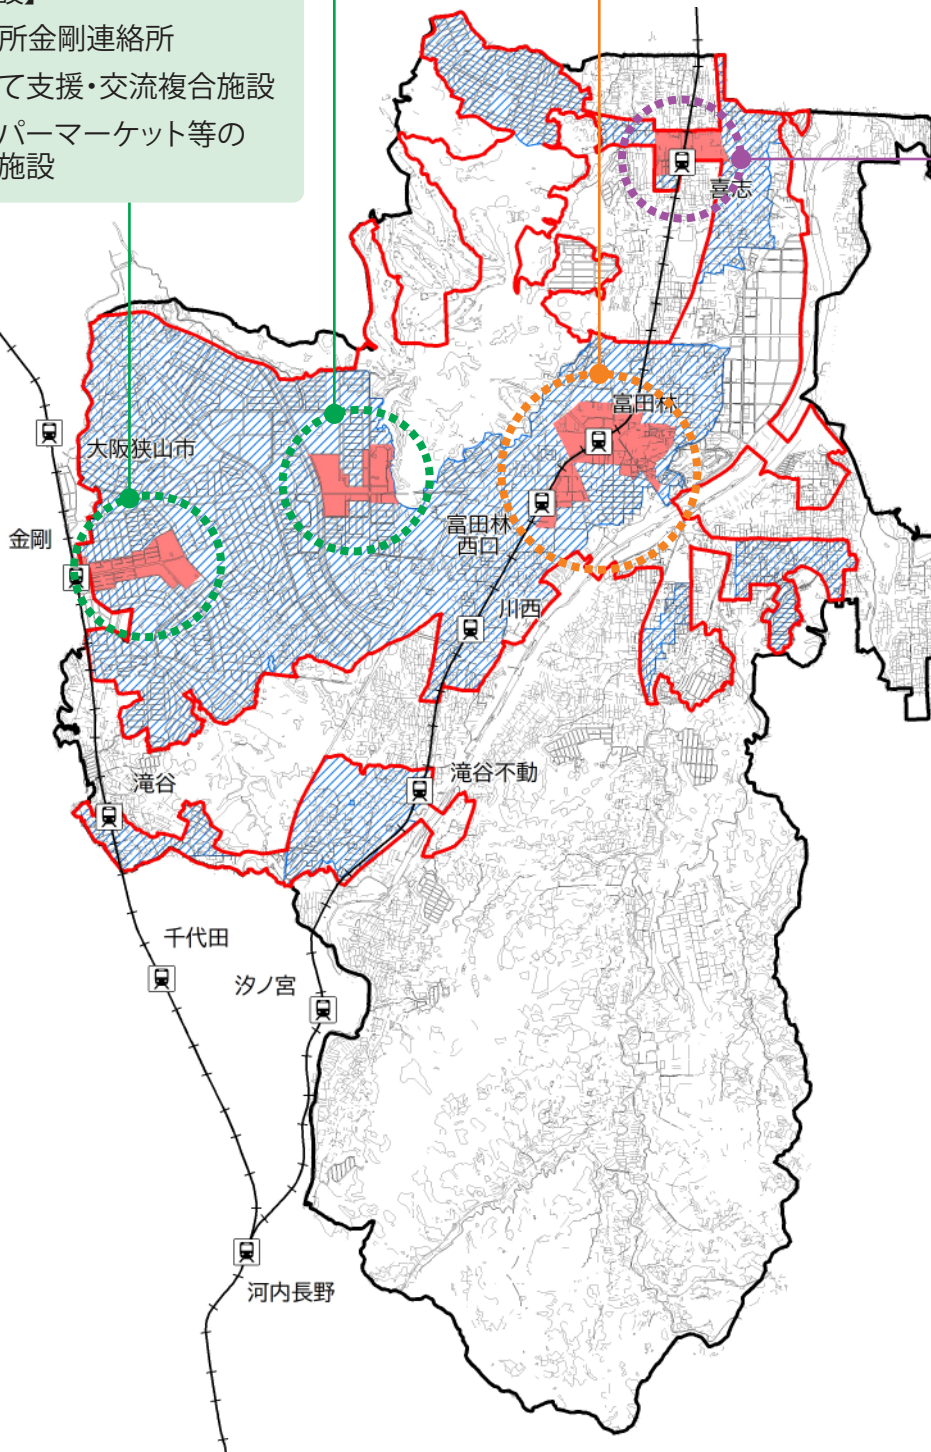 設】
所金剛連絡所
て支援・交流複合施設
パーマーケット等の
施設
喜志
富田林
大阪狭山市
富田林
西口
金剛
川西
滝谷不動
滝谷
千代田
汐ノ宮
河内長野